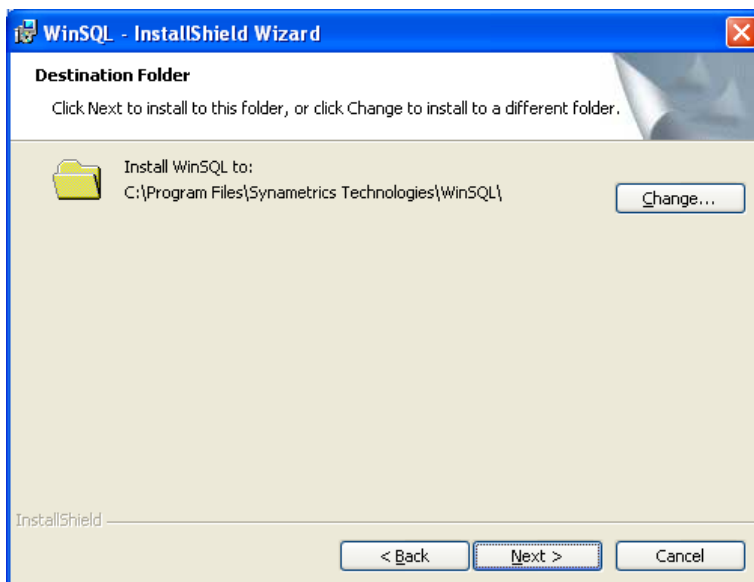 WinSQL - InstallShield Wizard
Destination Folder
Click Next to install to this folder, or click Change to install to a different folder.
Install WinSQL to:
C:\Program Files\Synametrics Technologies\WinSQL\
Change...
InstallShield
< Back
Next >
Cancel